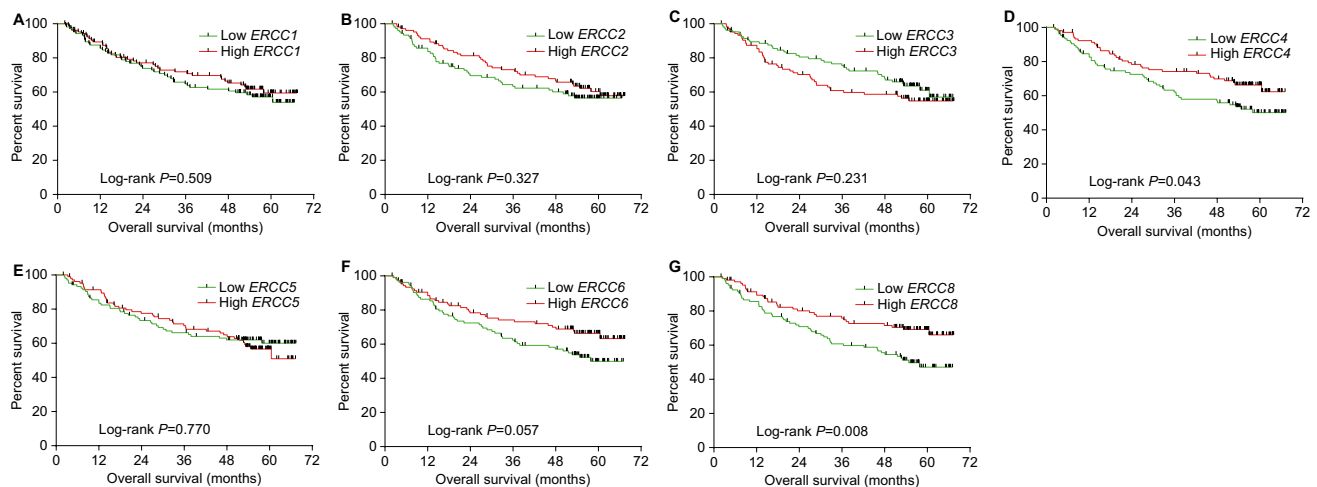 A
100
80
60
40
20
0
Percent survival
Low ERCC1
High ERCC1
Log-rank P=0.509
0 12 24 36 48 60 72
Overall survival (months)
B
100
80
60
40
20
0
Percent survival
Low ERCC2
High ERCC2
Log-rank P=0.327
0 12 24 36 48 60 72
Overall survival (months)
C
100
80
60
40
20
0
Percent survival
Low ERCC3
High ERCC3
Log-rank P=0.231
0 12 24 36 48 60 72
Overall survival (months)
D
100
80
60
40
20
0
Percent survival
Low ERCC4
High ERCC4
Log-rank P=0.043
0 12 24 36 48 60 72
Overall survival (months)
E
100
80
60
40
20
0
Percent survival
Low ERCC5
High ERCC5
Log-rank P=0.770
0 12 24 36 48 60 72
Overall survival (months)
F
100
80
60
40
20
0
Percent survival
Low ERCC6
High ERCC6
Log-rank P=0.057
0 12 24 36 48 60 72
Overall survival (months)
G
100
80
60
40
20
0
Percent survival
Low ERCC8
High ERCC8
Log-rank P=0.008
0 12 24 36 48 60 72
Overall survival (months)